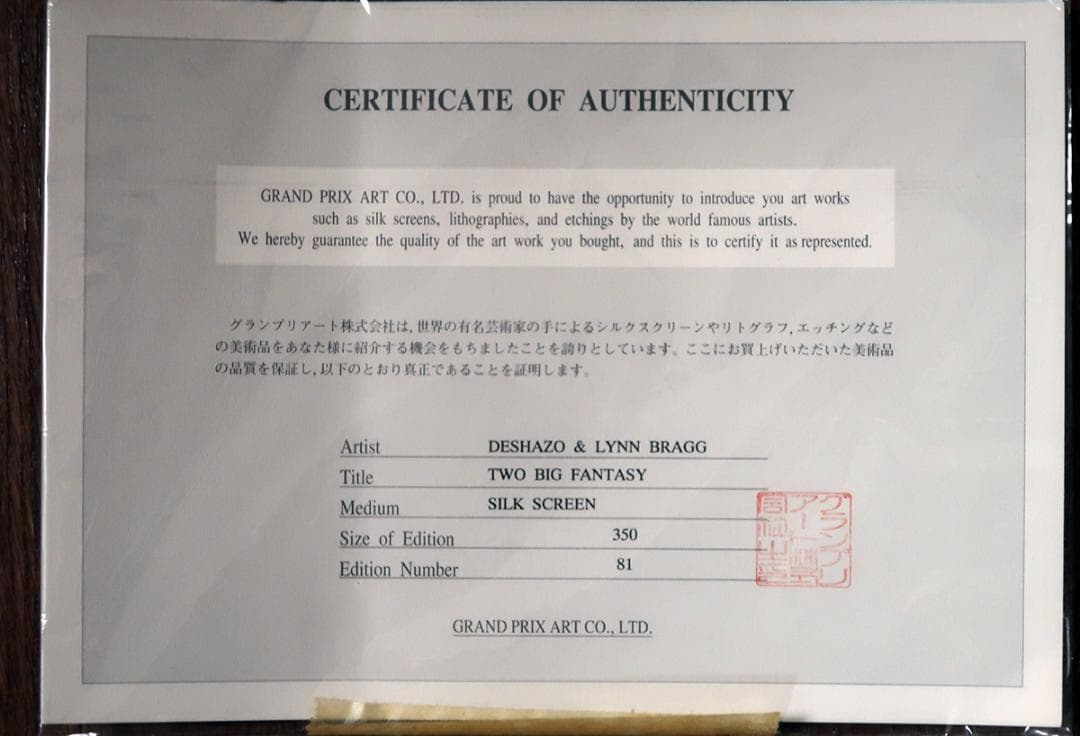 CERTIFICATE OF AUTHENTICITY
GRAND PRIX ART CO., LTD. is proud to have the opportunity to introduce you art works
such as silk screens, lithographies, and etchings by the world famous artists.
We hereby guarantee the quality of the art work you bought, and this is to certify it as represented.
グランプリアート株式会社は,世界の有名芸術家の手によるシルクスクリーンやリトグラフ,エッチングなど
の美術品をあなた様に紹介する機会をもちましたことを誇りとしています。ここにお買上げいただいた美術品
の品質を保証し,以下のとおり真正であることを証明します。
Artist DESHAZO & LYNN BRAGG
Title TWO BIG FANTASY
Medium SILK SCREEN
Size of Edition 350
Edition Number 81
グランプリ
GRAND PRIX ART CO., LTD.